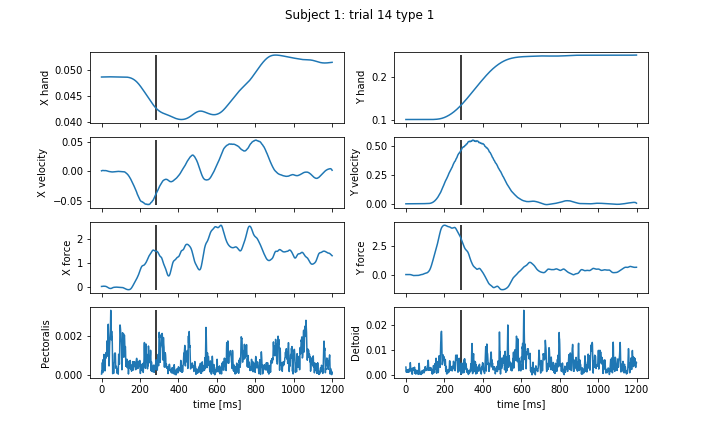 Subject 1: trial 14 type 1
X hand
0.050
0.045
0.040
Y hand
0.2
0.1
X velocity
0.05
0.00
−0.05
Y velocity
0.50
0.25
0.00
X force
2
1
0
Y force
2.5
0.0
Pectoralis
0.002
0.000
0 200 400 600 800 1000 1200
time [ms]
Deltoid
0.02
0.01
0.00
0 200 400 600 800 1000 1200
time [ms]